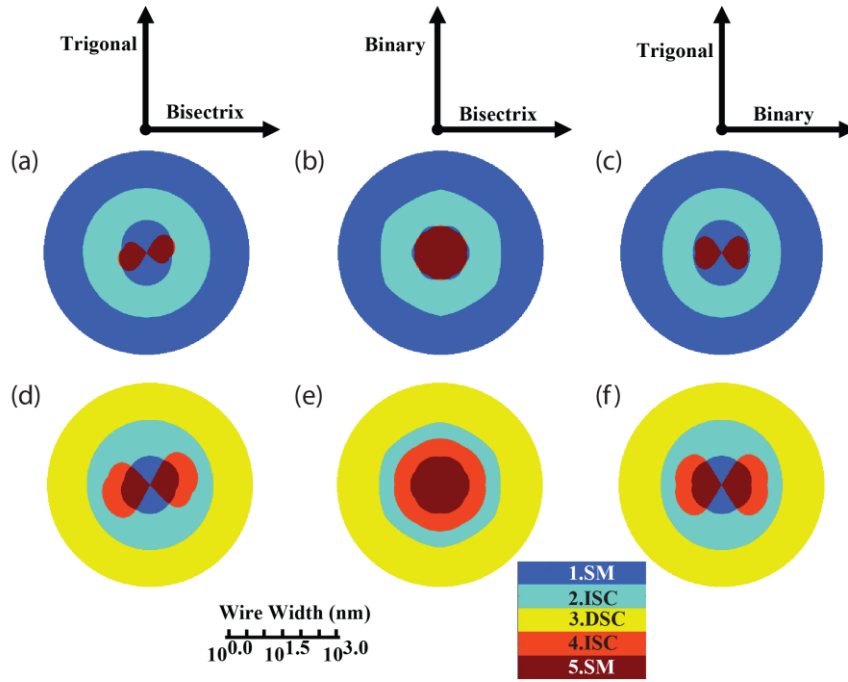 Trigonal
Bisectrix
Binary
Bisectrix
Trigonal
Binary
(a)
(b)
(c)
(d)
(e)
(f)
Wire Width (nm)
10^0.0 10^1.5 10^3.0
1.SM
2.ISC
3.DSC
4.ISC
5.SM